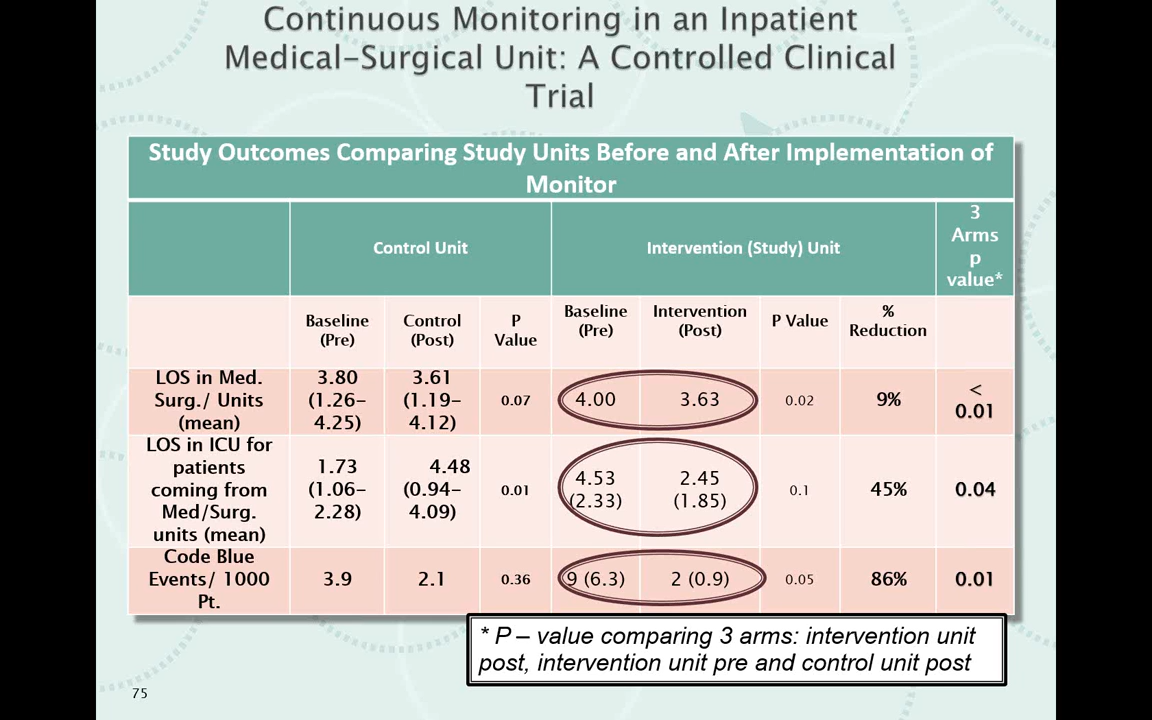 Continuous Monitoring in an Inpatient
Medical-Surgical Unit: A Controlled Clinical
Trial
Study Outcomes Comparing Study Units Before and After Implementation of
Monitor
Control Unit
Intervention (Study) Unit
3
Arms
p
value*
Baseline
(Pre)
Control
(Post)
P
Value
Baseline
(Pre)
Intervention
(Post)
P Value
%
Reduction
LOS in Med.
Surg./ Units
(mean)
3.80
(1.26–
4.25)
3.61
(1.19–
4.12)
0.07
4.00
3.63
0.02
9%
<
0.01
LOS in ICU for
patients
coming from
Med/Surg.
units (mean)
1.73
(1.06–
2.28)
4.48
(0.94–
4.09)
0.01
4.53
(2.33)
2.45
(1.85)
0.1
45%
0.04
Code Blue
Events/ 1000
Pt.
3.9
2.1
0.36
9 (6.3)
2 (0.9)
0.05
86%
0.01
* P – value comparing 3 arms: intervention unit
post, intervention unit pre and control unit post
75